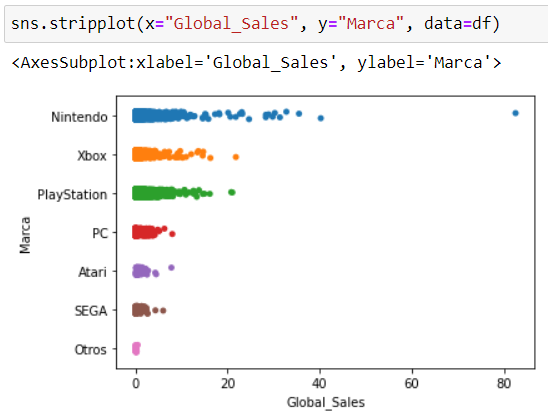 sns.stripplot(x="Global_Sales", y="Marca", data=df)
<AxesSubplot:xlabel='Global_Sales', ylabel='Marca'>
Nintendo
Xbox
PlayStation
PC
Marca
Atari
SEGA
Otros
0 20 40 60 80
Global_Sales